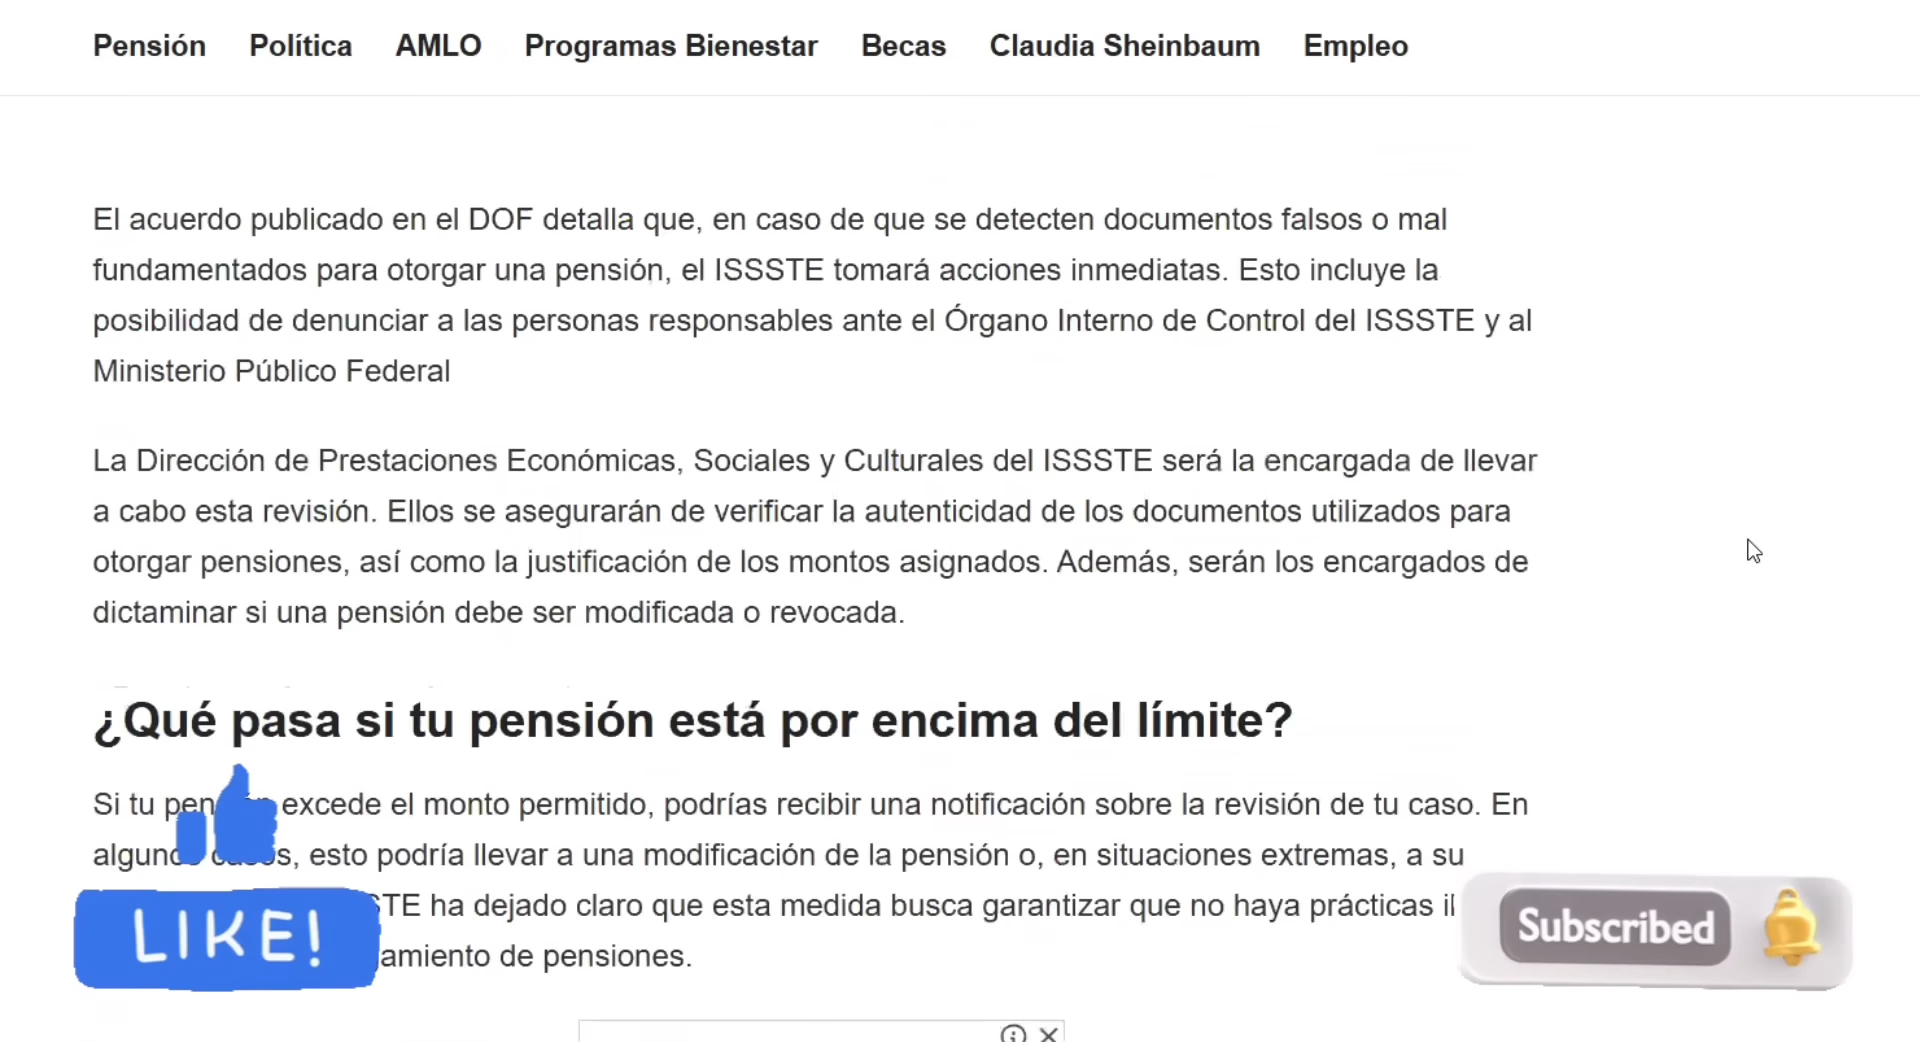 Pensión Política AMLO Programas Bienestar Becas Claudia Sheinbaum Empleo
El acuerdo publicado en el DOF detalla que, en caso de que se detecten documentos falsos o mal
fundamentados para otorgar una pensión, el ISSSTE tomará acciones inmediatas. Esto incluye la
posibilidad de denunciar a las personas responsables ante el Órgano Interno de Control del ISSSTE y al
Ministerio Público Federal
La Dirección de Prestaciones Económicas, Sociales y Culturales del ISSSTE será la encargada de llevar
a cabo esta revisión. Ellos se asegurarán de verificar la autenticidad de los documentos utilizados para
otorgar pensiones, así como la justificación de los montos asignados. Además, serán los encargados de
dictaminar si una pensión debe ser modificada o revocada.
¿Qué pasa si tu pensión está por encima del límite?
Si tu excede el monto permitido, podrías recibir una notificación sobre la revisión de tu caso. En
esto podría llevar a una modificación de la pensión o, en situaciones extremas, a su
ha dejado claro que esta medida busca garantizar que no haya prácticas
de pensiones.
LIKE!
Subscribed